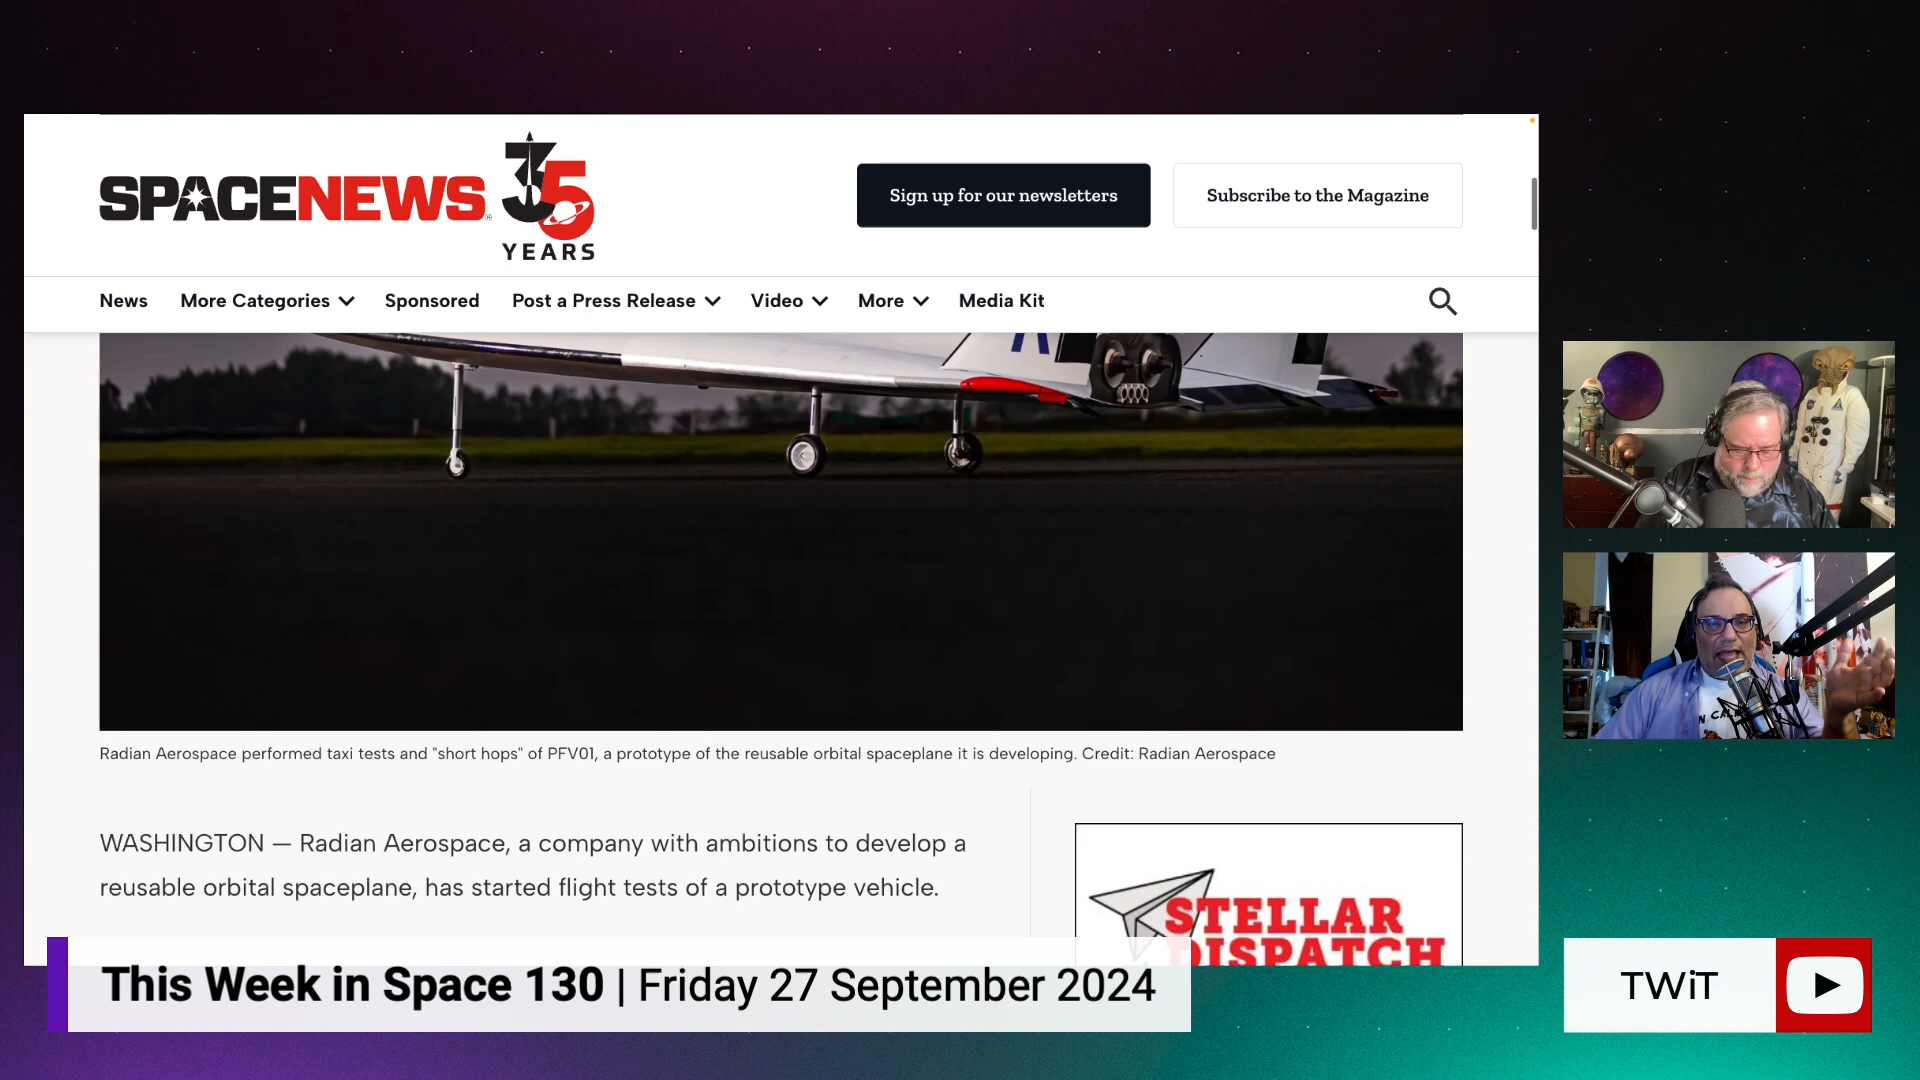 SPACENEWS®
35
YEARS
Sign up for our newsletters
Subscribe to the Magazine
News
More Categories
Sponsored
Post a Press Release
Video
More
Media Kit
Radian Aerospace performed taxi tests and "short hops" of PFV01, a prototype of the reusable orbital spaceplane it is developing. Credit: Radian Aerospace
WASHINGTON — Radian Aerospace, a company with ambitions to develop a
reusable orbital spaceplane, has started flight tests of a prototype vehicle.
STELLAR
DISPATCH
This Week in Space 130 | Friday 27 September 2024
TWiT